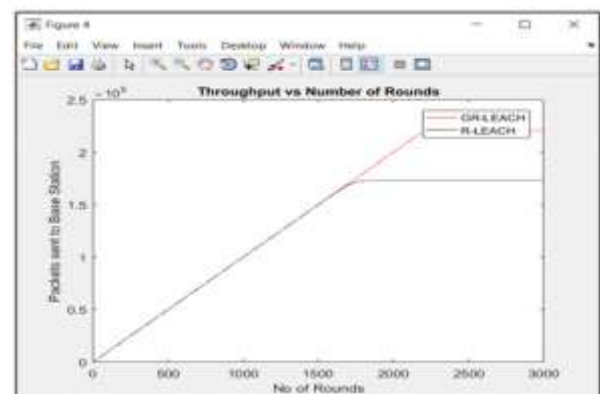 Figure 4
File Edit View Insert Tools Desktop Window Help
Throughput vs Number of Rounds
GR-LEACH
R-LEACH
2.5
2
1.5
1
0.5
0
Packets sent to Base Station
0 500 1000 1500 2000 2500 3000
No of Rounds